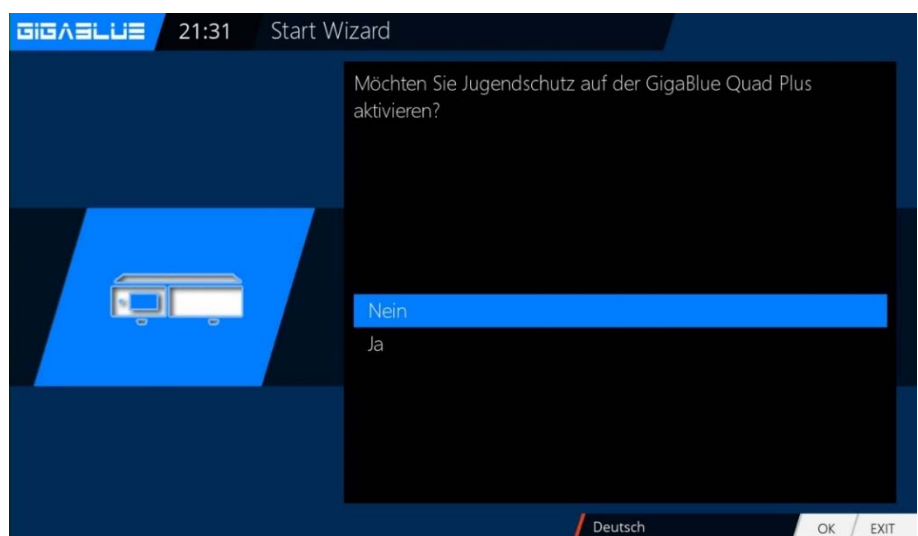 GIGABLUE 21:31 Start Wizard
Möchten Sie Jugendschutz auf der GigaBlue Quad Plus
aktivieren?
Nein
Ja
Deutsch OK EXIT